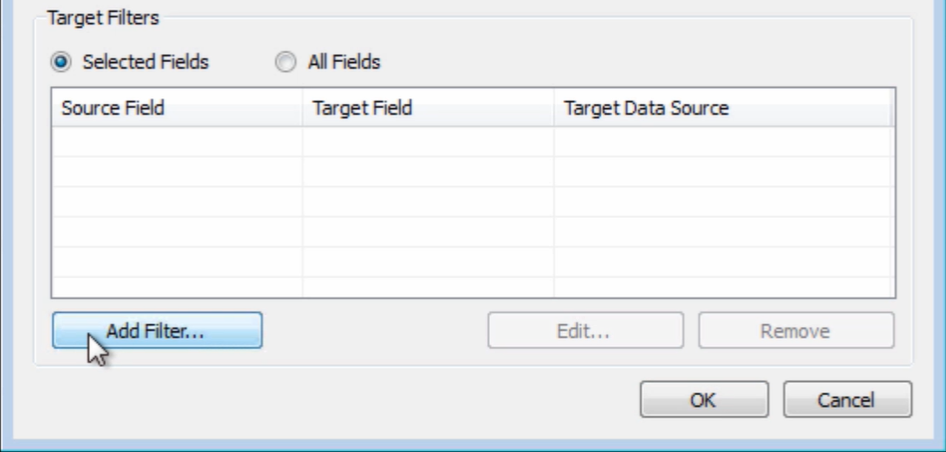 Target Filters
Selected Fields All Fields
Source Field Target Field Target Data Source
Add Filter... Edit... Remove
OK Cancel